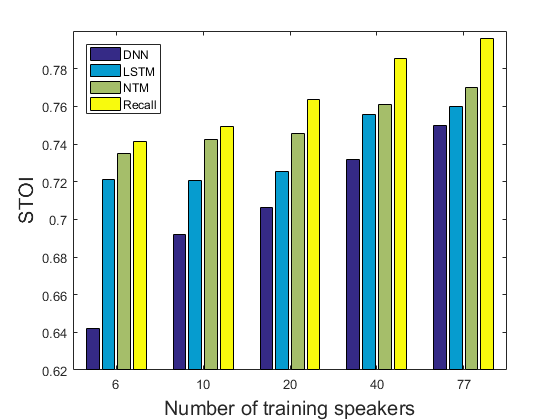 DNN
LSTM
NTM
Recall
0.78
0.76
0.74
0.72
0.7
0.68
0.66
0.64
0.62
STOI
6 10 20 40 77
Number of training speakers